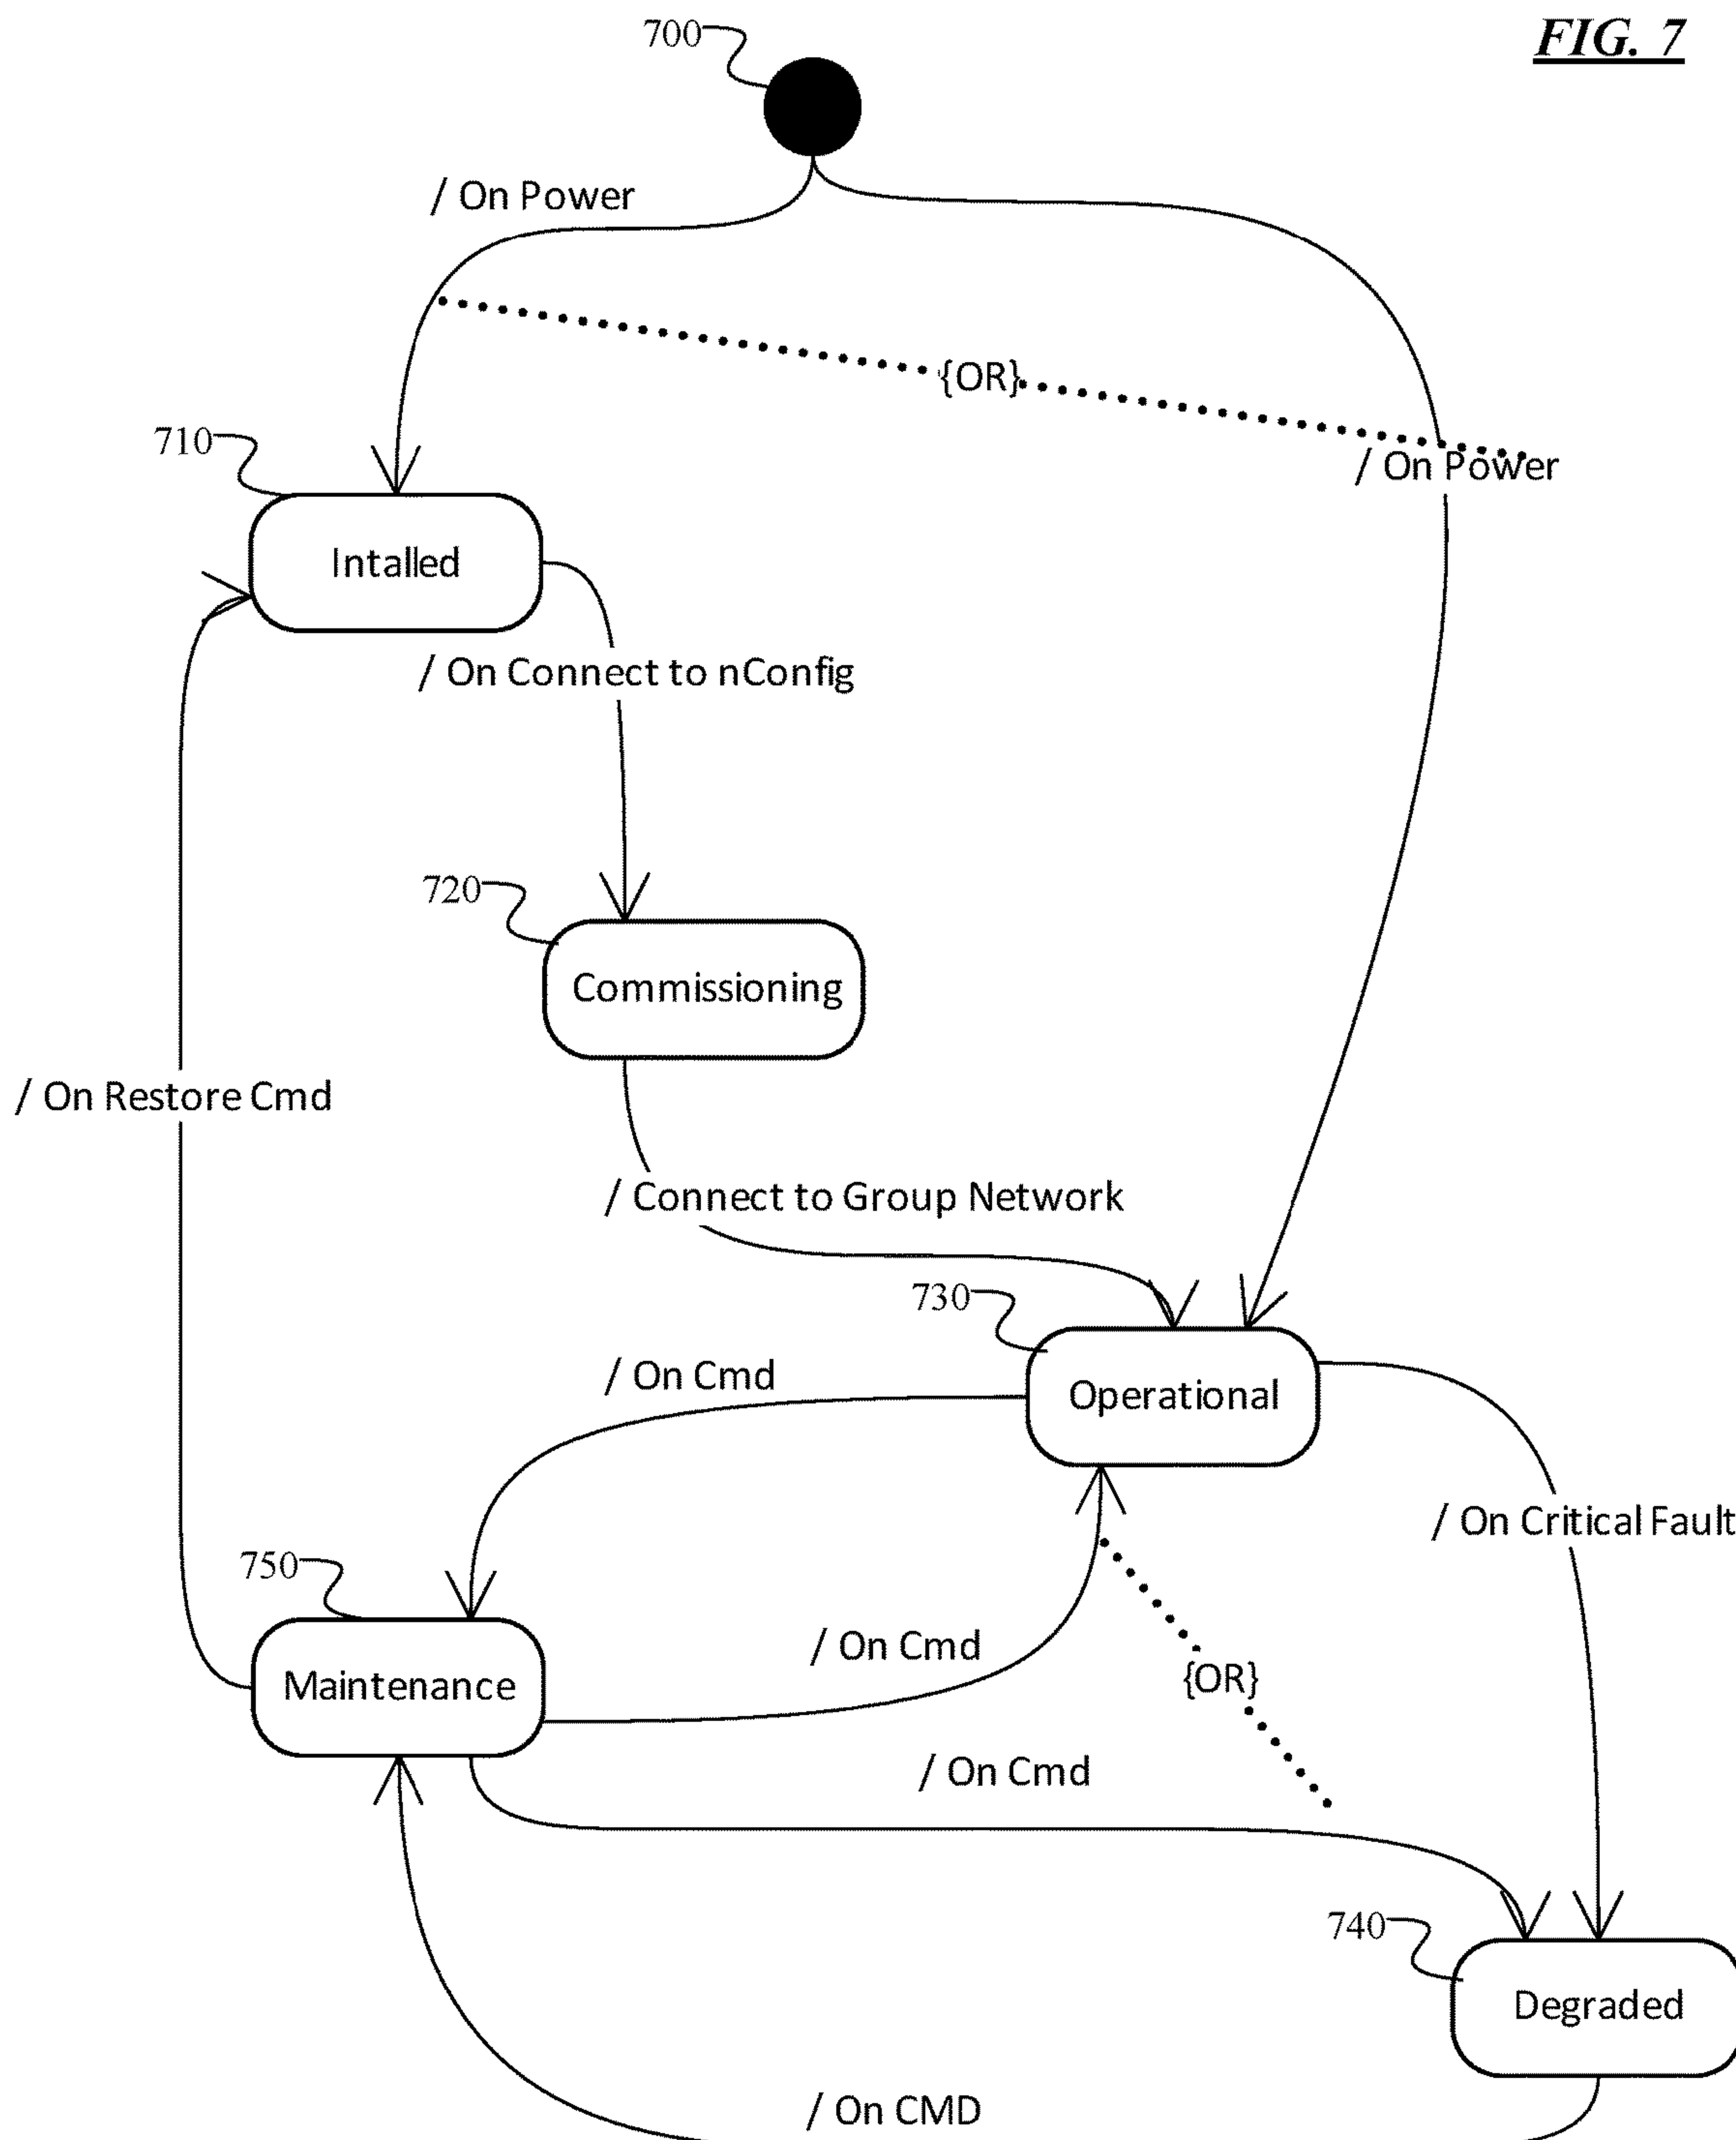 FIG. 7
700
/ On Power
{OR}
/ On Power
710
Intalled
/ On Connect to nConfig
720
Commissioning
/ On Restore Cmd
/ Connect to Group Network
730
/ On Cmd
Operational
/ On Critical Fault
750
/ On Cmd
{OR}
Maintenance
/ On Cmd
740
Degraded
/ On CMD